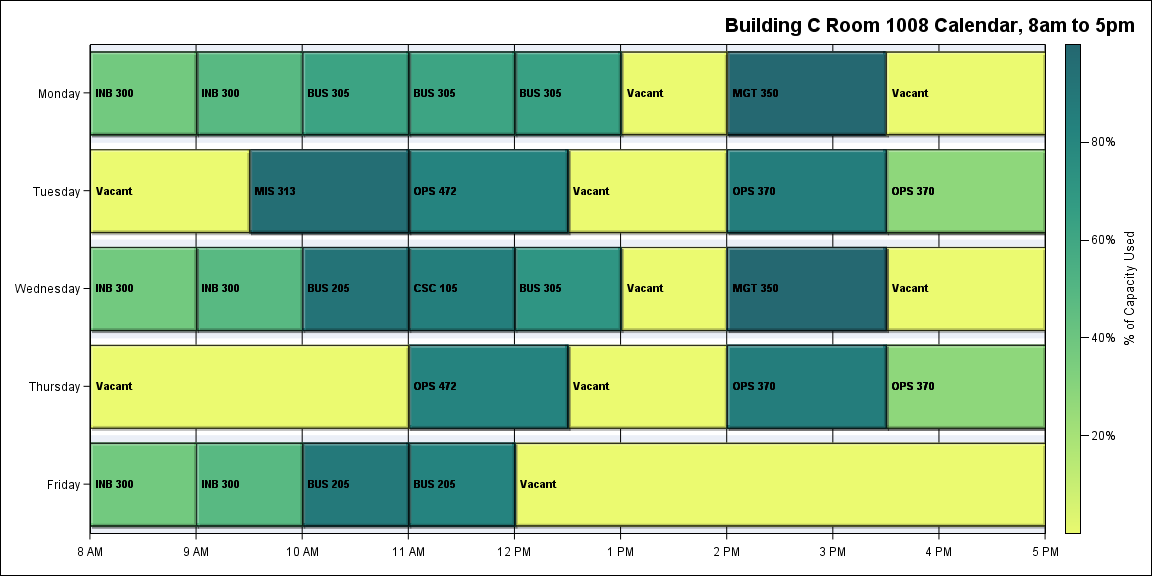 Building C Room 1008 Calendar, 8am to 5pm
Monday
INB 300
INB 300
BUS 305
BUS 305
BUS 305
Vacant
MGT 350
Vacant
Tuesday
Vacant
MIS 313
OPS 472
Vacant
OPS 370
OPS 370
Wednesday
INB 300
INB 300
BUS 205
CSC 105
BUS 305
Vacant
MGT 350
Vacant
Thursday
Vacant
OPS 472
Vacant
OPS 370
OPS 370
Friday
INB 300
INB 300
BUS 205
BUS 205
Vacant
8 AM
9 AM
10 AM
11 AM
12 PM
1 PM
2 PM
3 PM
4 PM
5 PM
80%
60%
40%
20%
% of Capacity Used